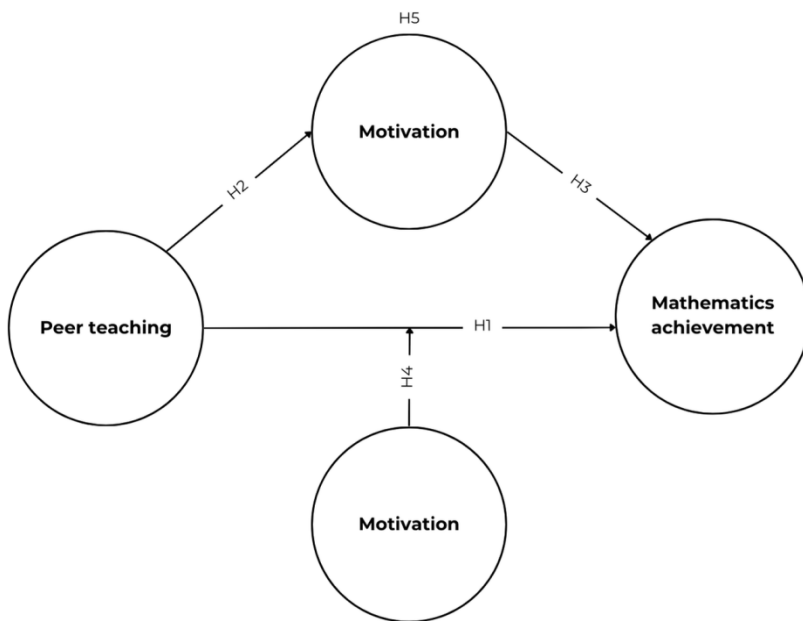 H5
Motivation
H2
H3
Peer teaching
Mathematics
achievement
H1
H4
Motivation